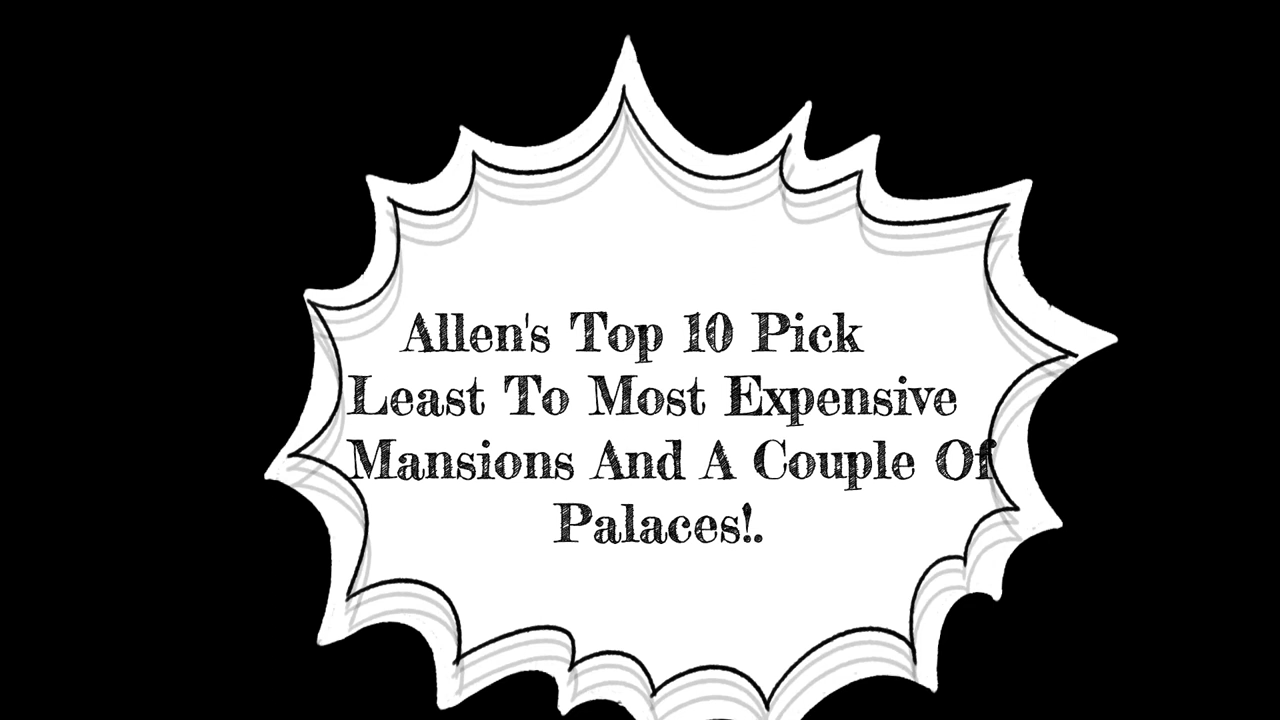 Allen's Top 10 Pick
Least To Most Expensive
Mansions And A Couple Of
Palaces!.